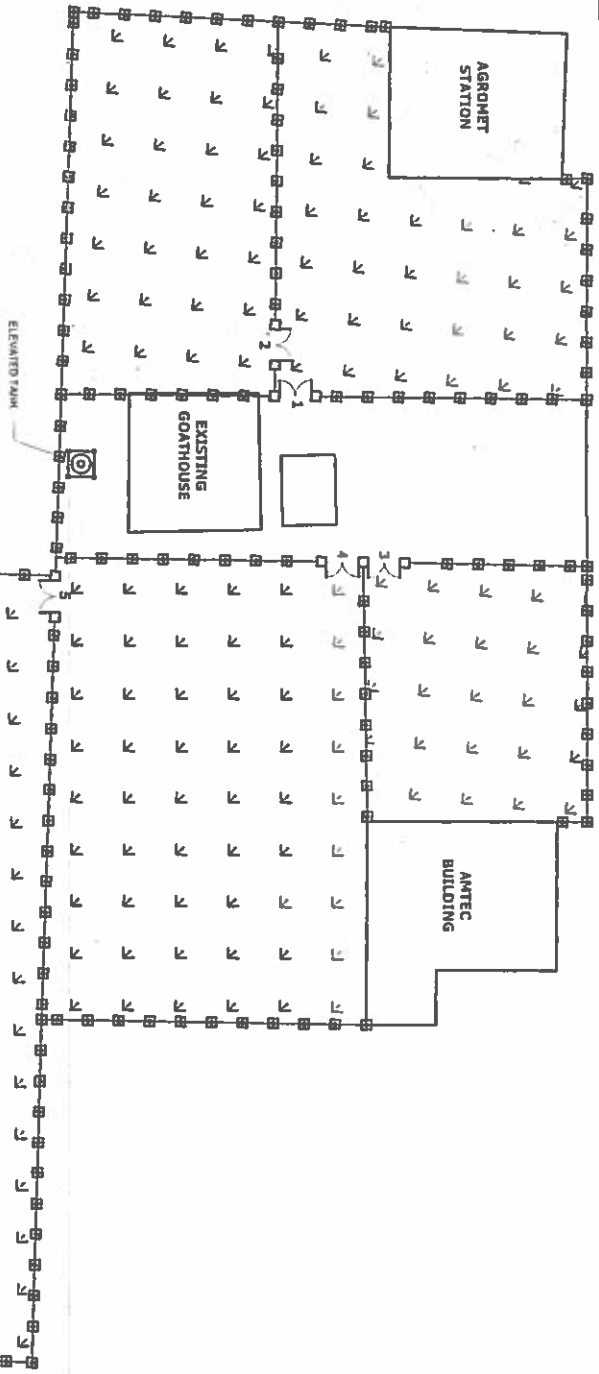 AGROMET
STATION
2
1
EXISTING
GOATHOUSE
ELEVATED TANK
4
3
5
AMTEC
BUILDING